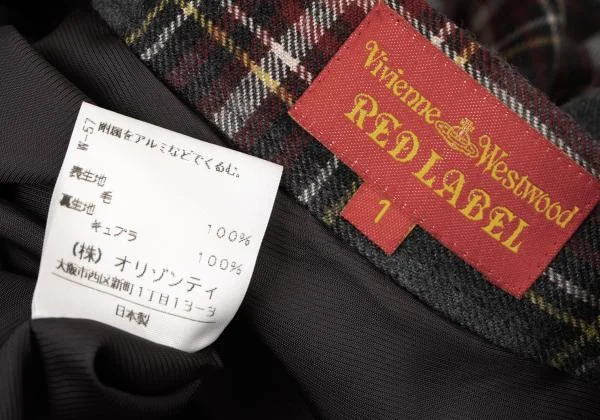 W-57
附属をアルミなどでくるむ。
表生地
毛 100%
裏生地
キュプラ 100%
(株) オリゾンティ
大阪市西区新町1丁目13-3
日本製
Vivienne Westwood
RED LABEL
1